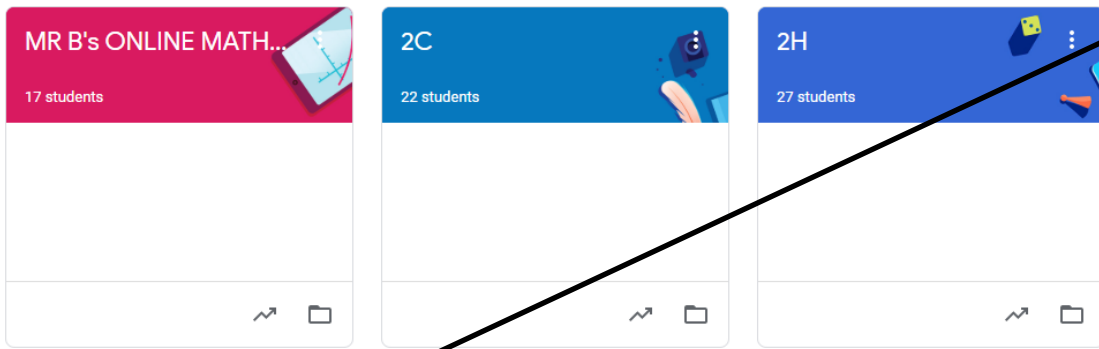 MR B's ONLINE MATH...
17 students
2C
22 students
2H
27 students